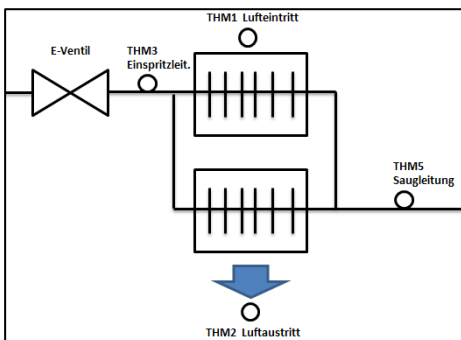 THM1 Lufteintritt
E-Ventil
THM3
Einspritzleit.
THM5
Saugleitung
THM2 Luftaustritt